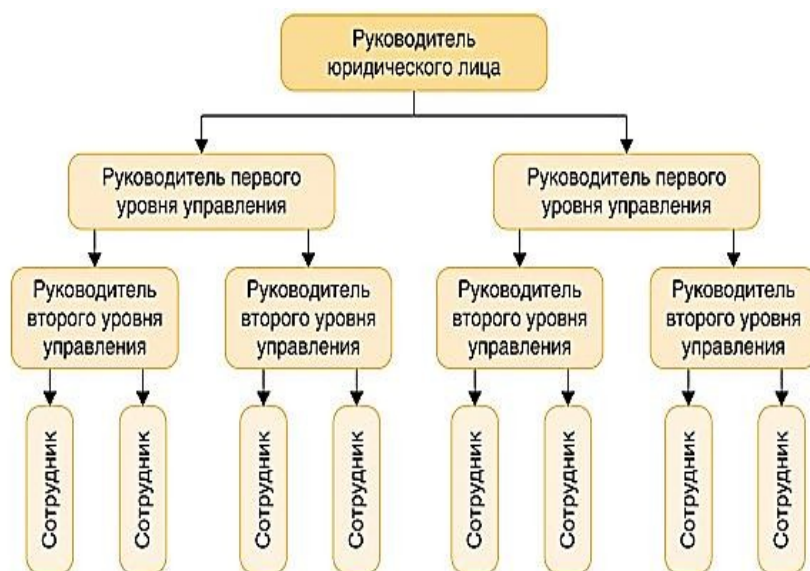 Руководитель
юридического лица
Руководитель первого
уровня управления
Руководитель первого
уровня управления
Руководитель
второго уровня
управления
Руководитель
второго уровня
управления
Руководитель
второго уровня
управления
Руководитель
второго уровня
управления
Сотрудник
Сотрудник
Сотрудник
Сотрудник
Сотрудник
Сотрудник
Сотрудник
Сотрудник